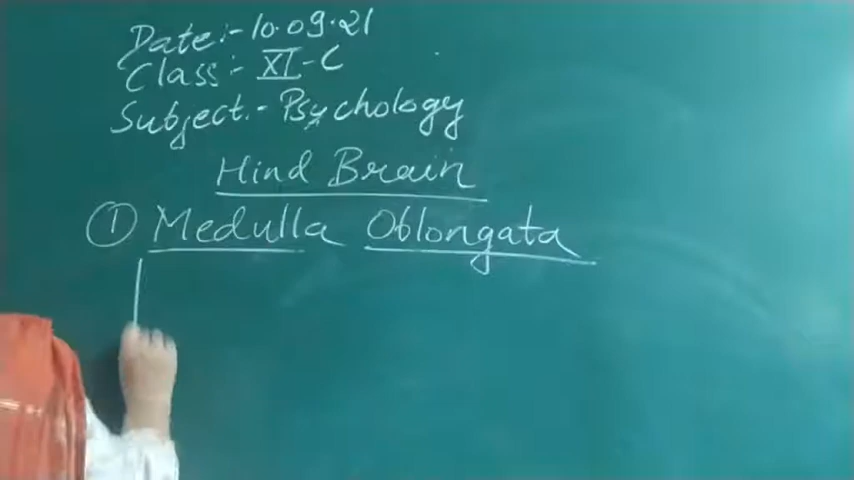 Date:- 10.09.21
Class:- XI-C
Subject:- Psychology
Hind Brain
① Medulla Oblongata